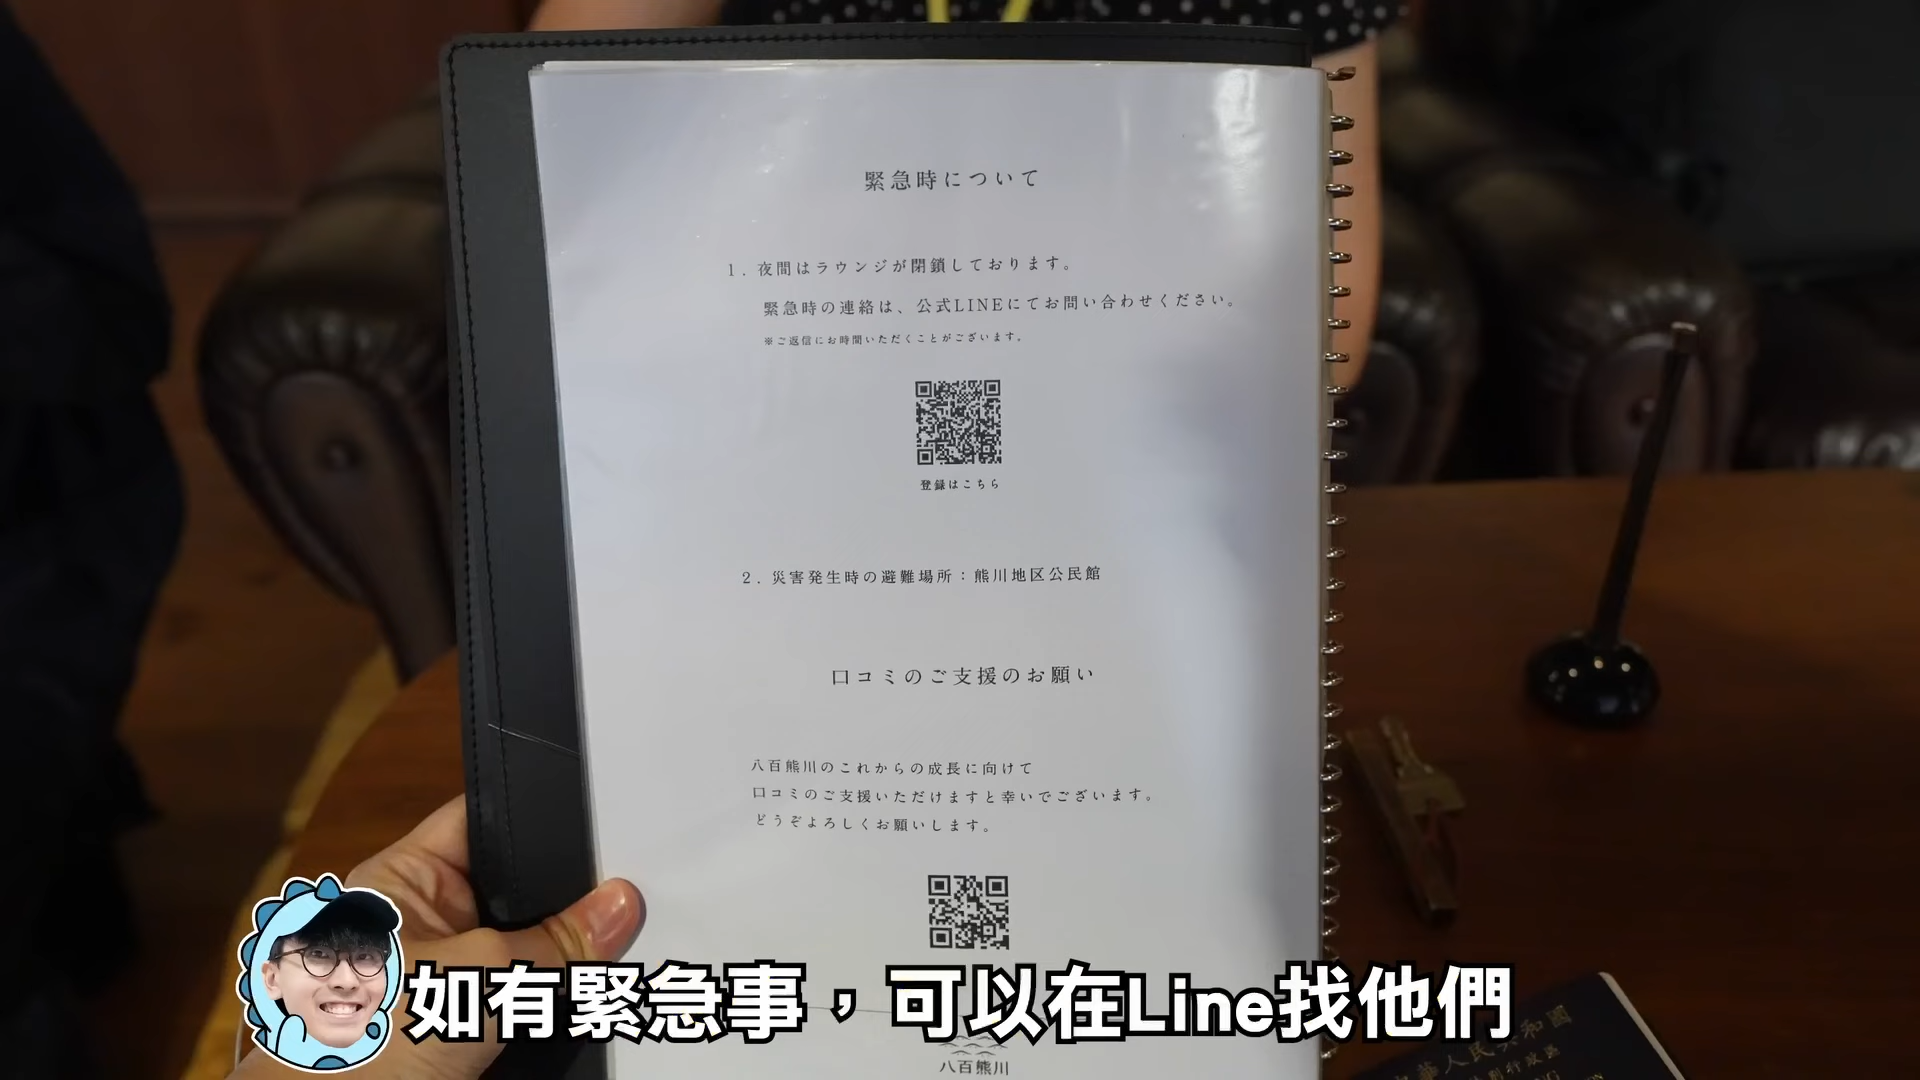 緊急時について
1. 夜間はラウンジが閉鎖しております。
緊急時の連絡は、公式LINEにてお問い合わせください。
※ご返信にお時間いただくことがございます。
登録はこちら
2. 災害発生時の避難場所：熊川地区公民館
口コミのご支援のお願い
八百熊川のこれからの成長に向けて
口コミのご支援いただけますと幸いでございます。
どうぞよろしくお願いします。
如有緊急事，可以在Line找他們
八百熊川
中華人民共和國